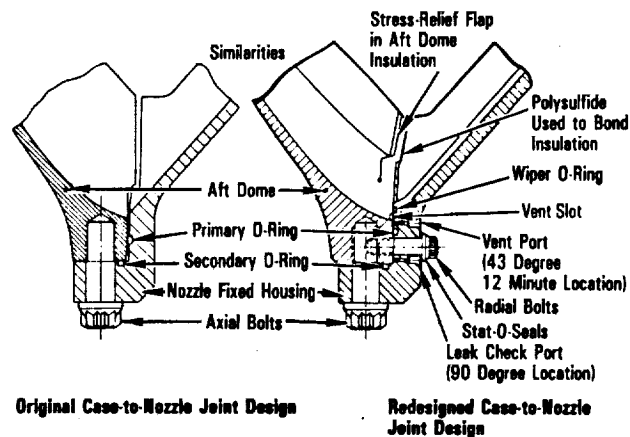 Stress-Relief Flap
in Aft Dome
Insulation
Similarities
Polysulfide
Used to Bond
Insulation
Wiper O-Ring
Aft Dome
Vent Slot
Primary O-Ring
Vent Port
(43 Degree
12 Minute Location)
Secondary O-Ring
Nozzle Fixed Housing
Radial Bolts
Axial Bolts
Stat-O-Seals
Leak Check Port
(90 Degree Location)
Original Case-to-Nozzle Joint Design
Redesigned Case-to-Nozzle
Joint Design